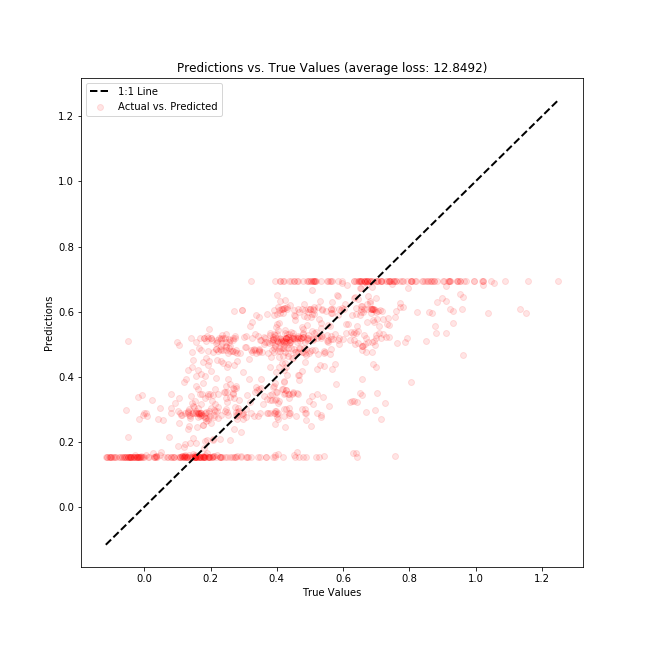 Predictions vs. True Values (average loss: 12.8492)
1:1 Line
Actual vs. Predicted
1.2
1.0
0.8
0.6
0.4
0.2
0.0
Predictions
0.0 0.2 0.4 0.6 0.8 1.0 1.2
True Values